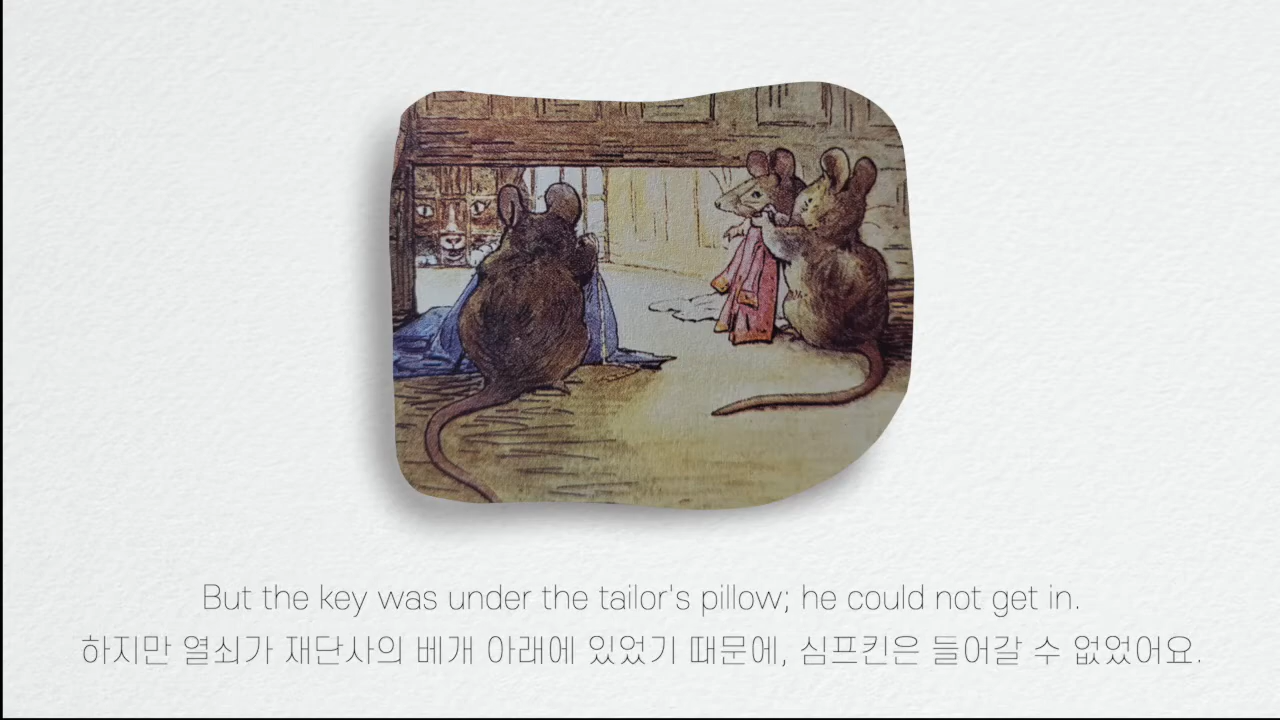 But the key was under the tailor's pillow; he could not get in.
하지만 열쇠가 재단사의 베개 아래에 있었기 때문에, 심프킨은 들어갈 수 없었어요.